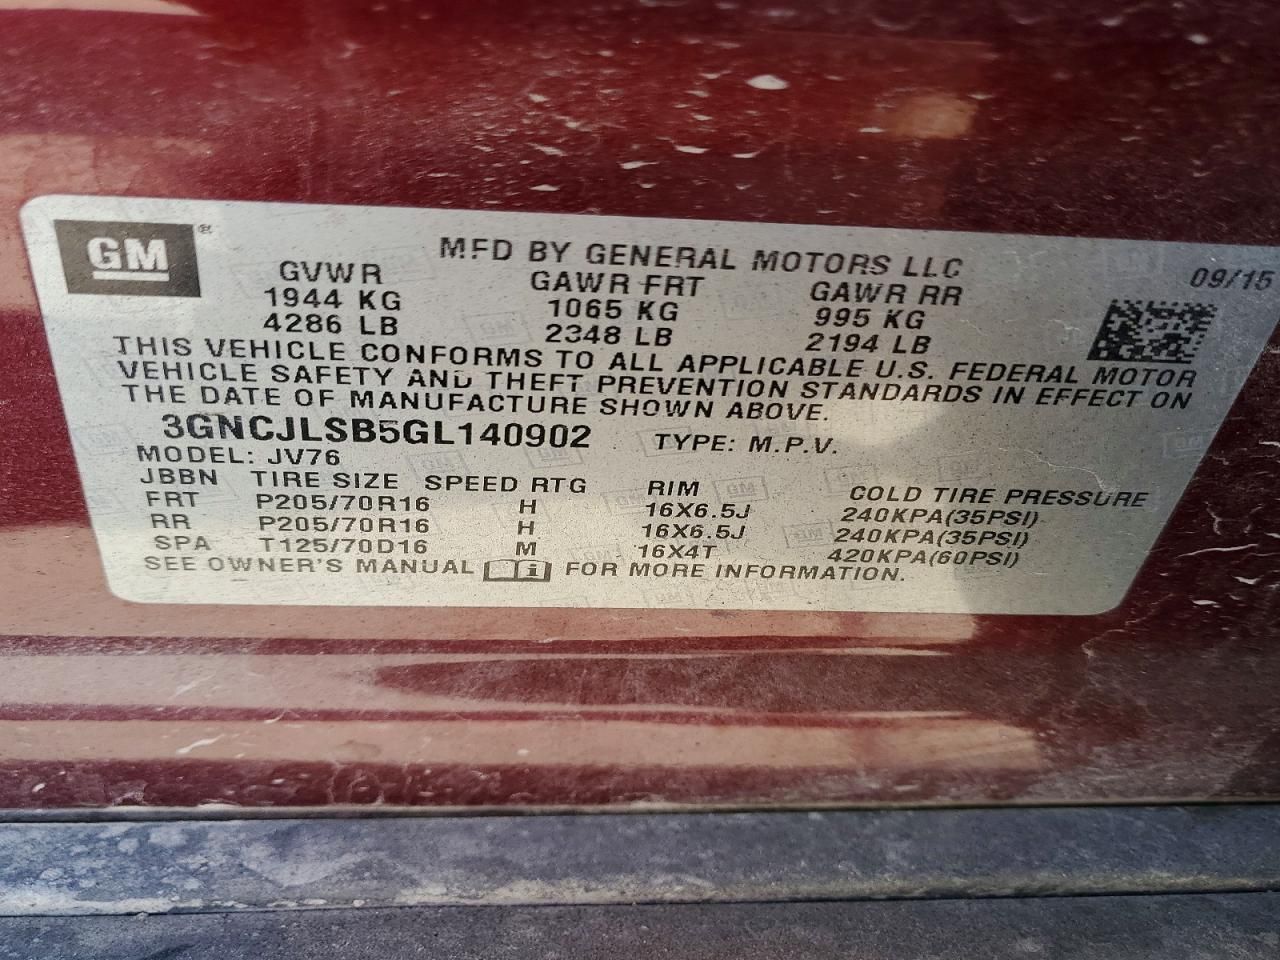 GM®
MFD BY GENERAL MOTORS LLC
09/15
GVWR GAWR FRT GAWR RR
1944 KG 1065 KG 995 KG
4286 LB 2348 LB 2194 LB
THIS VEHICLE CONFORMS TO ALL APPLICABLE U.S. FEDERAL MOTOR
VEHICLE SAFETY AND THEFT PREVENTION STANDARDS IN EFFECT ON
THE DATE OF MANUFACTURE SHOWN ABOVE.
3GNCJLSB5GL140902 TYPE: M.P.V.
MODEL: JV76
JBBN TIRE SIZE SPEED RTG RIM COLD TIRE PRESSURE
FRT P205/70R16 H 16X6.5J 240KPA(35PSI)
RR P205/70R16 H 16X6.5J 240KPA(35PSI)
SPA T125/70D16 M 16X4T 420KPA(60PSI)
SEE OWNER'S MANUAL FOR MORE INFORMATION.